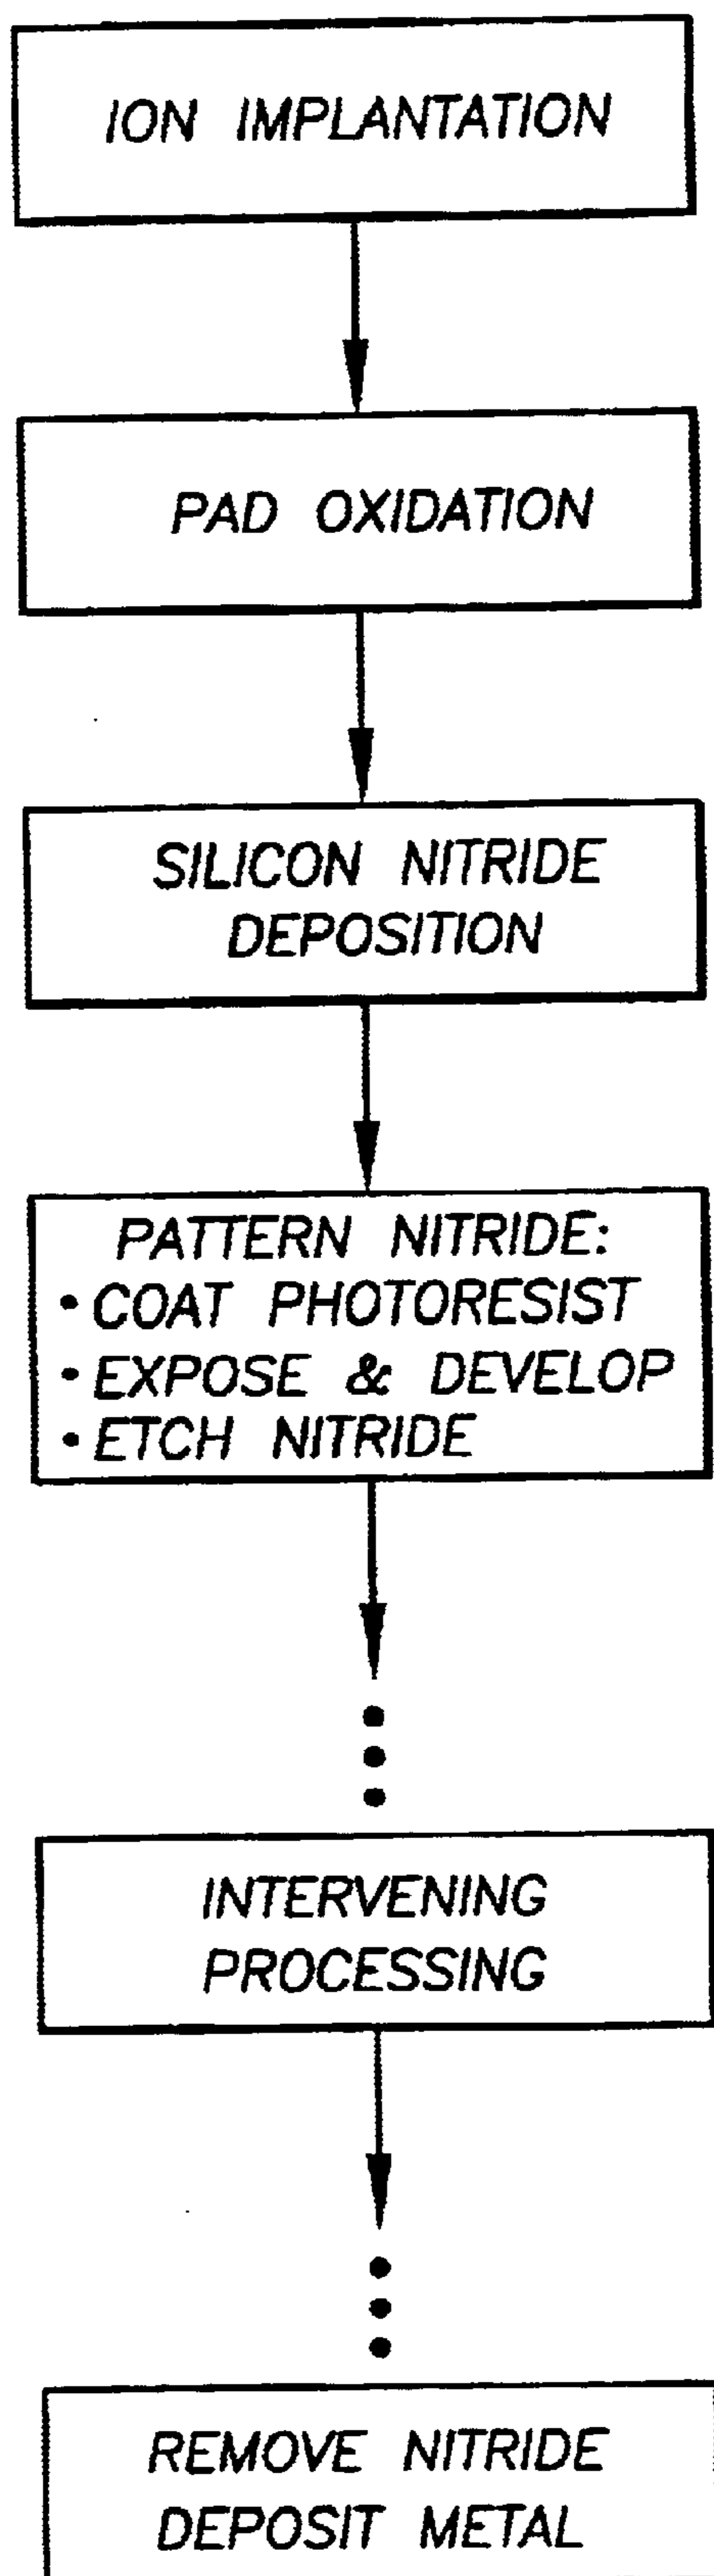 ION IMPLANTATION
PAD OXIDATION
SILICON NITRIDE
DEPOSITION
PATTERN NITRIDE:
• COAT PHOTORESIST
• EXPOSE & DEVELOP
• ETCH NITRIDE
INTERVENING
PROCESSING
REMOVE NITRIDE
DEPOSIT METAL